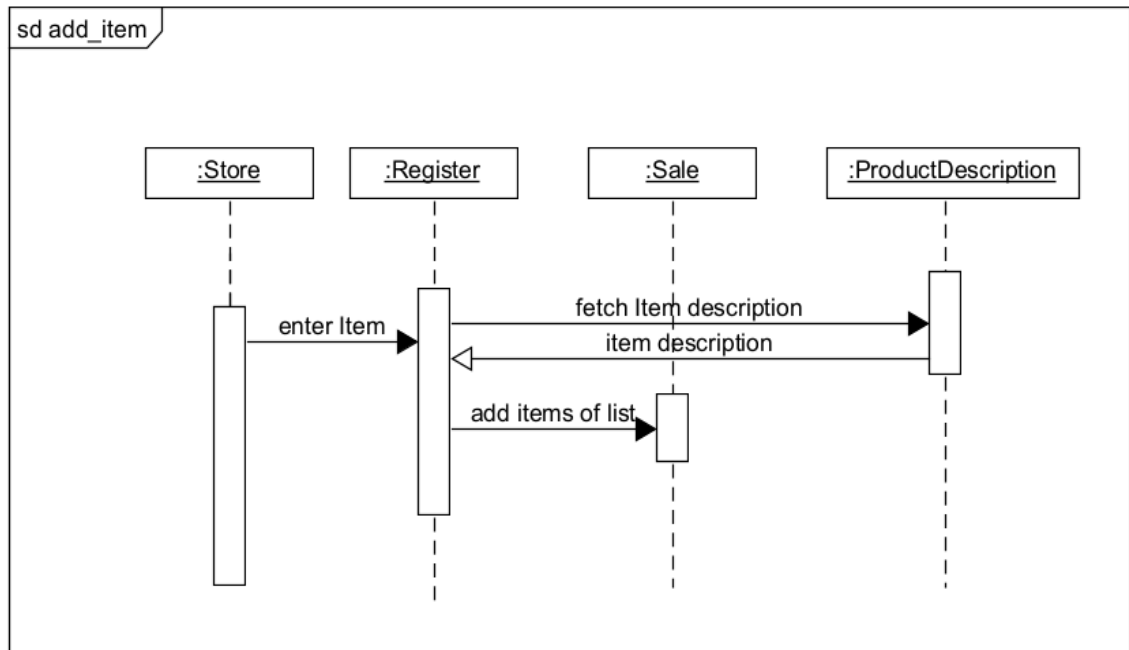 sd add_item
:Store
:Register
:Sale
:ProductDescription
fetch Item description
enter Item
item description
add items of list